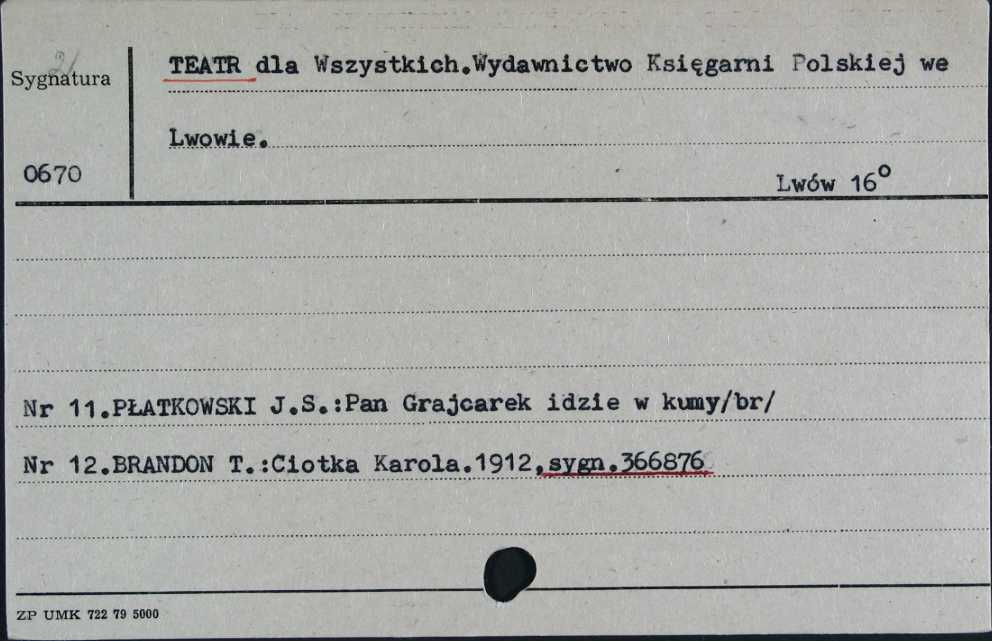 2/
Sygnatura
TEATR dla Wszystkich.Wydawnictwo Księgarni Polskiej we
Lwowie.
0670
Lwów 16°
Nr 11.PŁATKOWSKI J.S.:Pan Grajcarek idzie w kumy/br/
Nr 12.BRANDON T.:Ciotka Karola.1912,sygn.366876
ZP UMK 722 79 5000